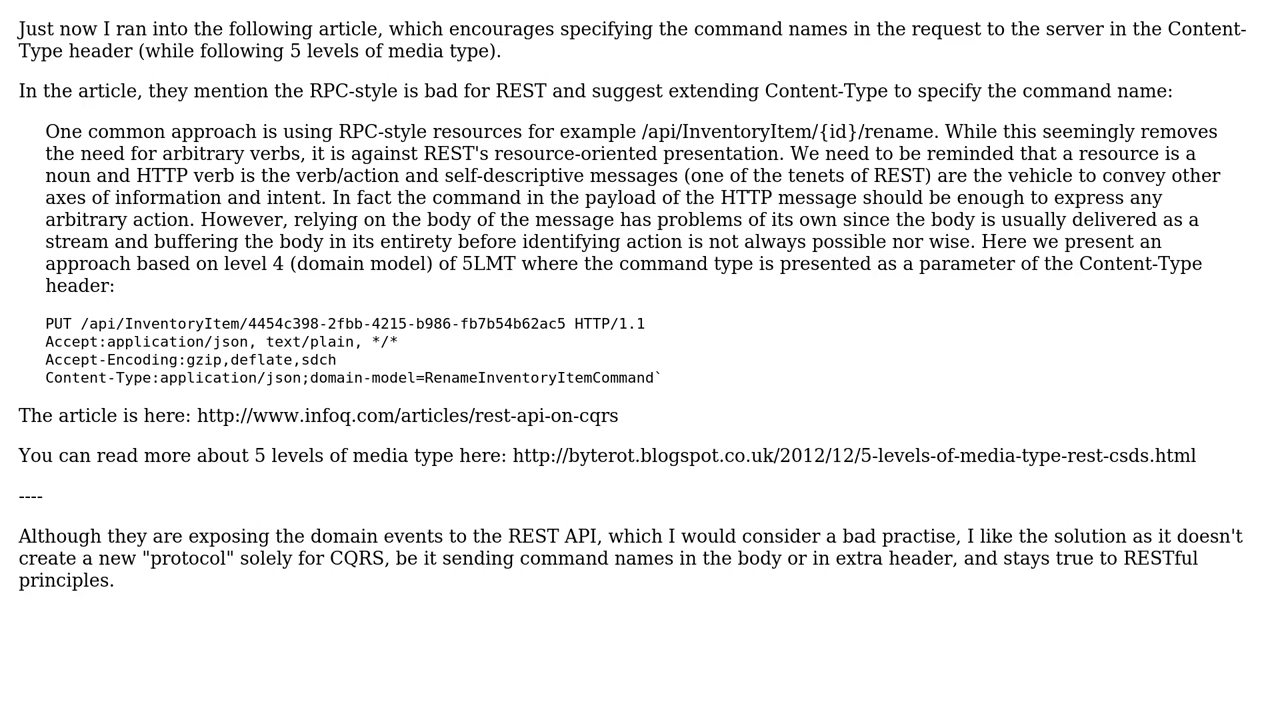 Just now I ran into the following article, which encourages specifying the command names in the request to the server in the Content-
Type header (while following 5 levels of media type).
In the article, they mention the RPC-style is bad for REST and suggest extending Content-Type to specify the command name:
One common approach is using RPC-style resources for example /api/InventoryItem/{id}/rename. While this seemingly removes
the need for arbitrary verbs, it is against REST's resource-oriented presentation. We need to be reminded that a resource is a
noun and HTTP verb is the verb/action and self-descriptive messages (one of the tenets of REST) are the vehicle to convey other
axes of information and intent. In fact the command in the payload of the HTTP message should be enough to express any
arbitrary action. However, relying on the body of the message has problems of its own since the body is usually delivered as a
stream and buffering the body in its entirety before identifying action is not always possible nor wise. Here we present an
approach based on level 4 (domain model) of 5LMT where the command type is presented as a parameter of the Content-Type
header:
PUT /api/InventoryItem/4454c398-2fbb-4215-b986-fb7b54b62ac5 HTTP/1.1
Accept:application/json, text/plain, */*
Accept-Encoding:gzip,deflate,sdch
Content-Type:application/json;domain-model=RenameInventoryItemCommand`
The article is here: http://www.infoq.com/articles/rest-api-on-cqrs
You can read more about 5 levels of media type here: http://byterot.blogspot.co.uk/2012/12/5-levels-of-media-type-rest-csds.html
----
Although they are exposing the domain events to the REST API, which I would consider a bad practise, I like the solution as it doesn't
create a new "protocol" solely for CQRS, be it sending command names in the body or in extra header, and stays true to RESTful
principles.